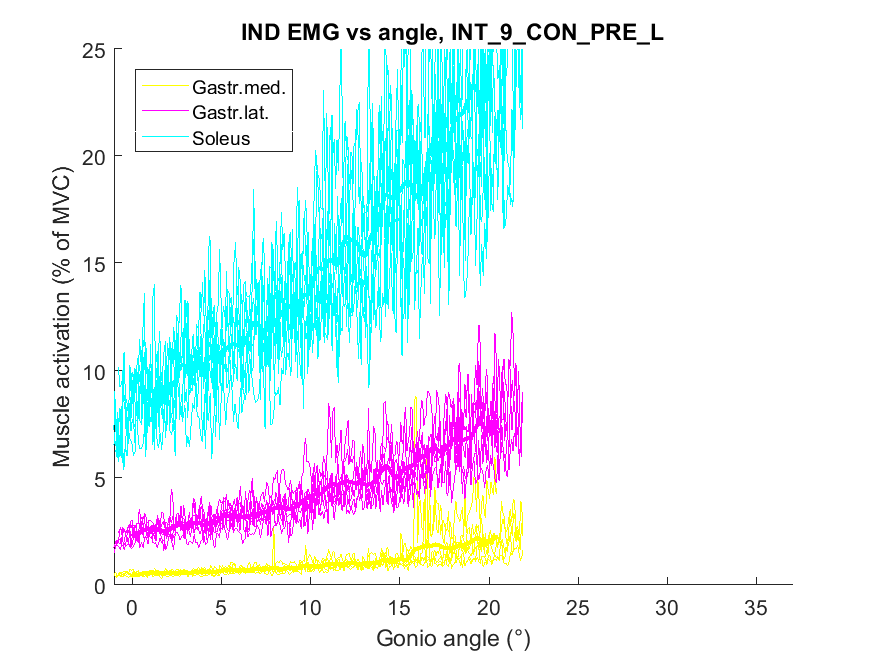 IND EMG vs angle, INT_9_CON_PRE_L
25
Gastr.med.
Gastr.lat.
Soleus
20
15
10
5
0
Muscle activation (% of MVC)
0 5 10 15 20 25 30 35
Gonio angle (°)